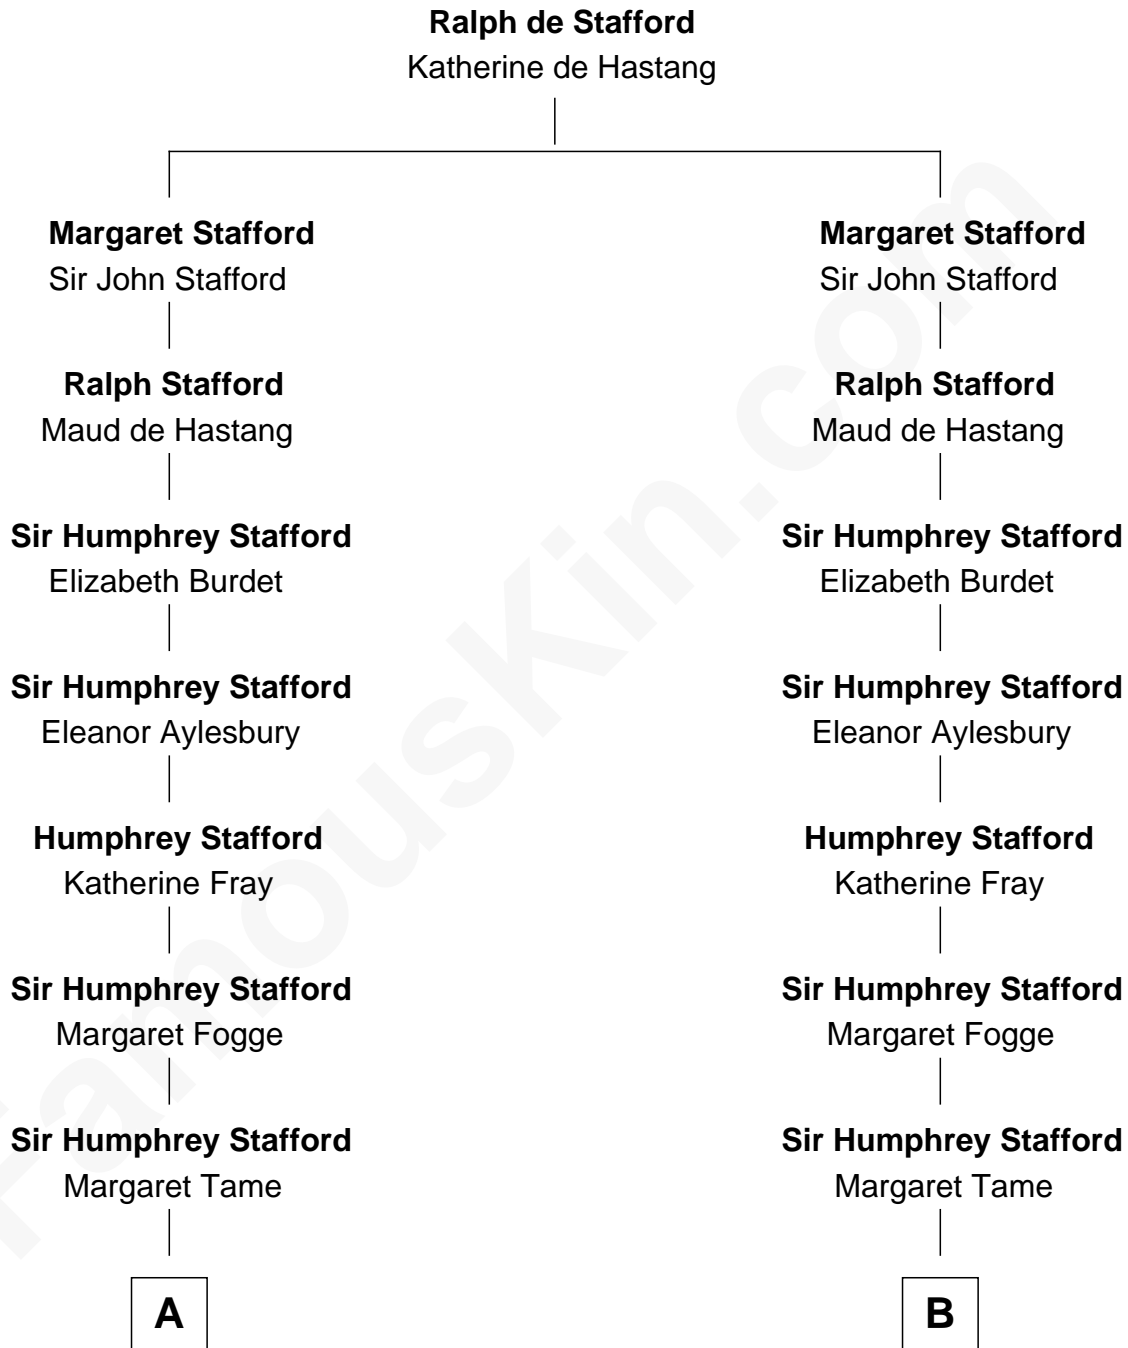 Ralph de Stafford
Katherine de Hastang
Margaret Stafford
Sir John Stafford
Margaret Stafford
Sir John Stafford
Ralph Stafford
Maud de Hastang
Ralph Stafford
Maud de Hastang
Sir Humphrey Stafford
Elizabeth Burdet
Sir Humphrey Stafford
Elizabeth Burdet
Sir Humphrey Stafford
Eleanor Aylesbury
Sir Humphrey Stafford
Eleanor Aylesbury
Humphrey Stafford
Katherine Fray
Humphrey Stafford
Katherine Fray
Sir Humphrey Stafford
Margaret Fogge
Sir Humphrey Stafford
Margaret Fogge
Sir Humphrey Stafford
Margaret Tame
Sir Humphrey Stafford
Margaret Tame
A
B
FamousKin.com